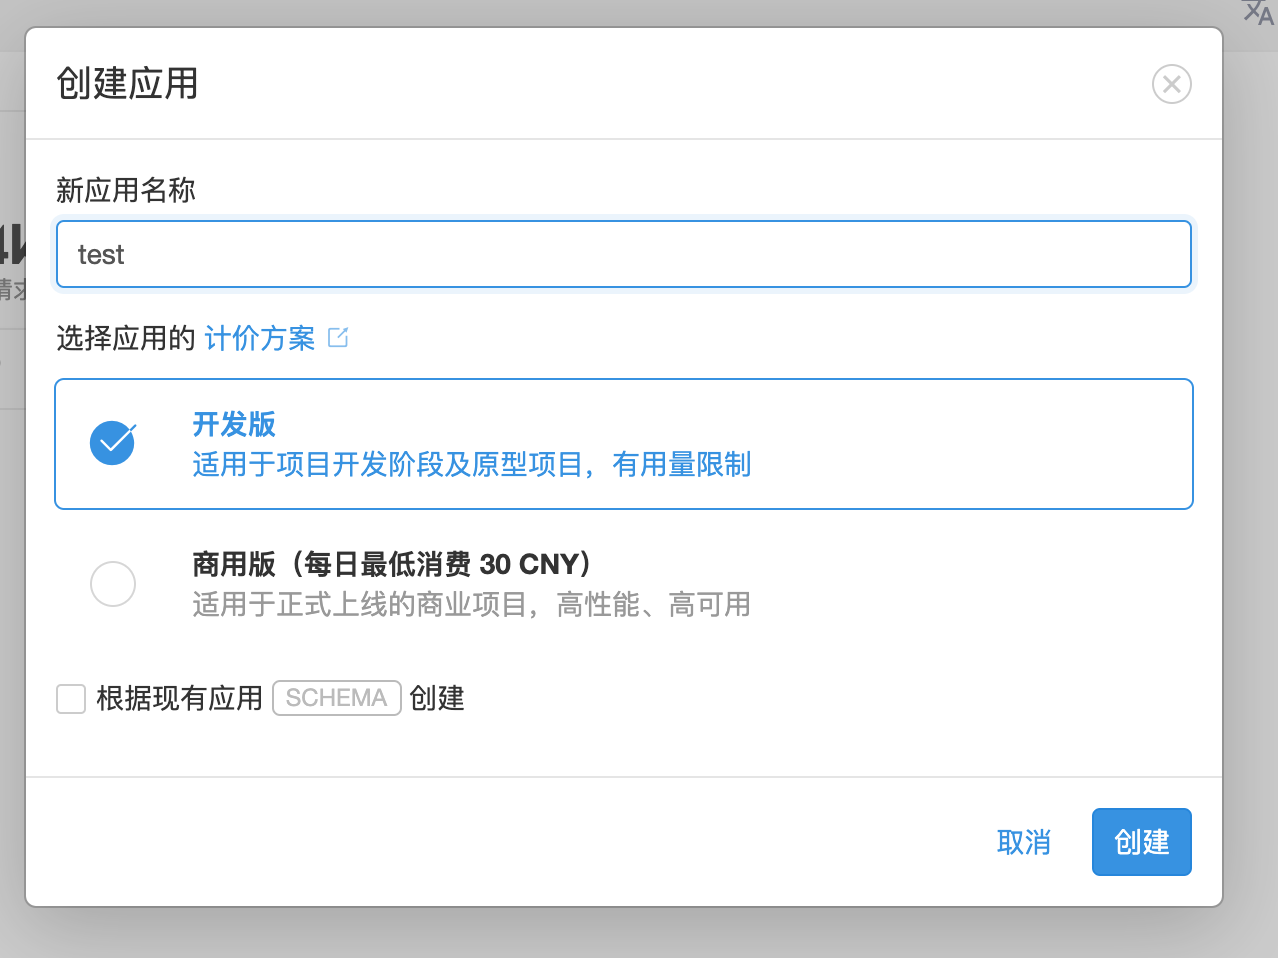 创建应用
新应用名称
test
选择应用的 计价方案
开发版
适用于项目开发阶段及原型项目，有用量限制
商用版（每日最低消费 30 CNY）
适用于正式上线的商业项目，高性能、高可用
根据现有应用 SCHEMA 创建
取消 创建